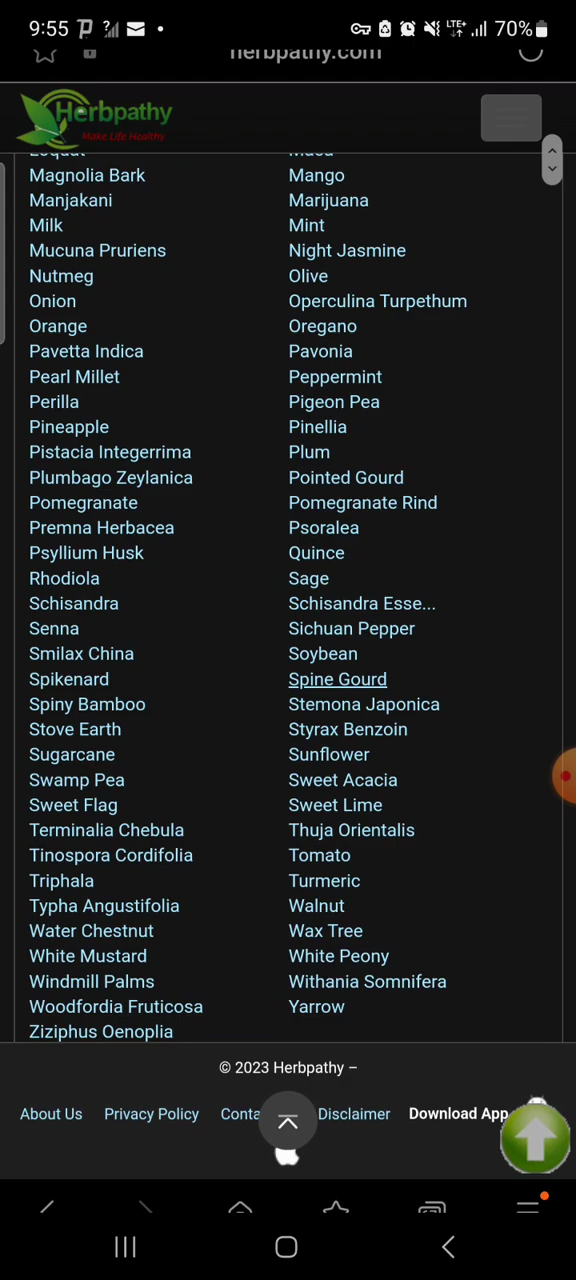 9:55 LTE+ 70%
herbpathy.com
Herbpathy
Make Life Healthy
Loquat Maca
Magnolia Bark Mango
Manjakani Marijuana
Milk Mint
Mucuna Pruriens Night Jasmine
Nutmeg Olive
Onion Operculina Turpethum
Orange Oregano
Pavetta Indica Pavonia
Pearl Millet Peppermint
Perilla Pigeon Pea
Pineapple Pinellia
Pistacia Integerrima Plum
Plumbago Zeylanica Pointed Gourd
Pomegranate Pomegranate Rind
Premna Herbacea Psoralea
Psyllium Husk Quince
Rhodiola Sage
Schisandra Schisandra Esse...
Senna Sichuan Pepper
Smilax China Soybean
Spikenard Spine Gourd
Spiny Bamboo Stemona Japonica
Stove Earth Styrax Benzoin
Sugarcane Sunflower
Swamp Pea Sweet Acacia
Sweet Flag Sweet Lime
Terminalia Chebula Thuja Orientalis
Tinospora Cordifolia Tomato
Triphala Turmeric
Typha Angustifolia Walnut
Water Chestnut Wax Tree
White Mustard White Peony
Windmill Palms Withania Somnifera
Woodfordia Fruticosa Yarrow
Ziziphus Oenoplia
© 2023 Herbpathy –
About Us Privacy Policy Conta Disclaimer Download App